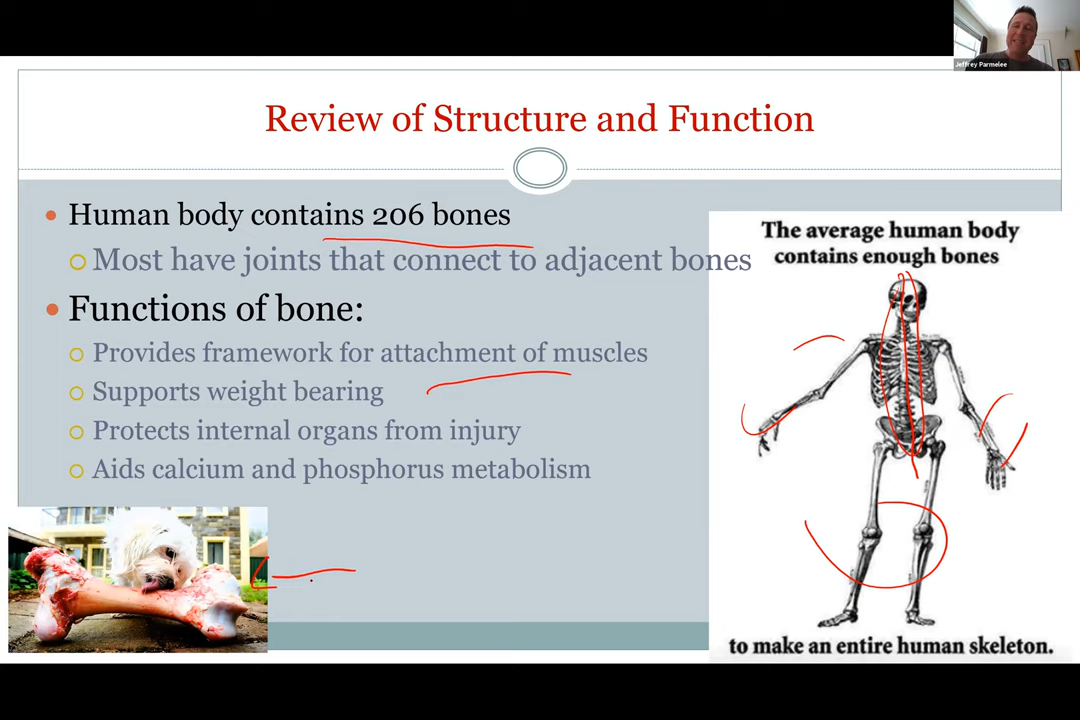 Jeffrey Parmelee
Review of Structure and Function
Human body contains 206 bones
Most have joints that connect to adjacent bones
Functions of bone:
Provides framework for attachment of muscles
Supports weight bearing
Protects internal organs from injury
Aids calcium and phosphorus metabolism
The average human body
contains enough bones
to make an entire human skeleton.